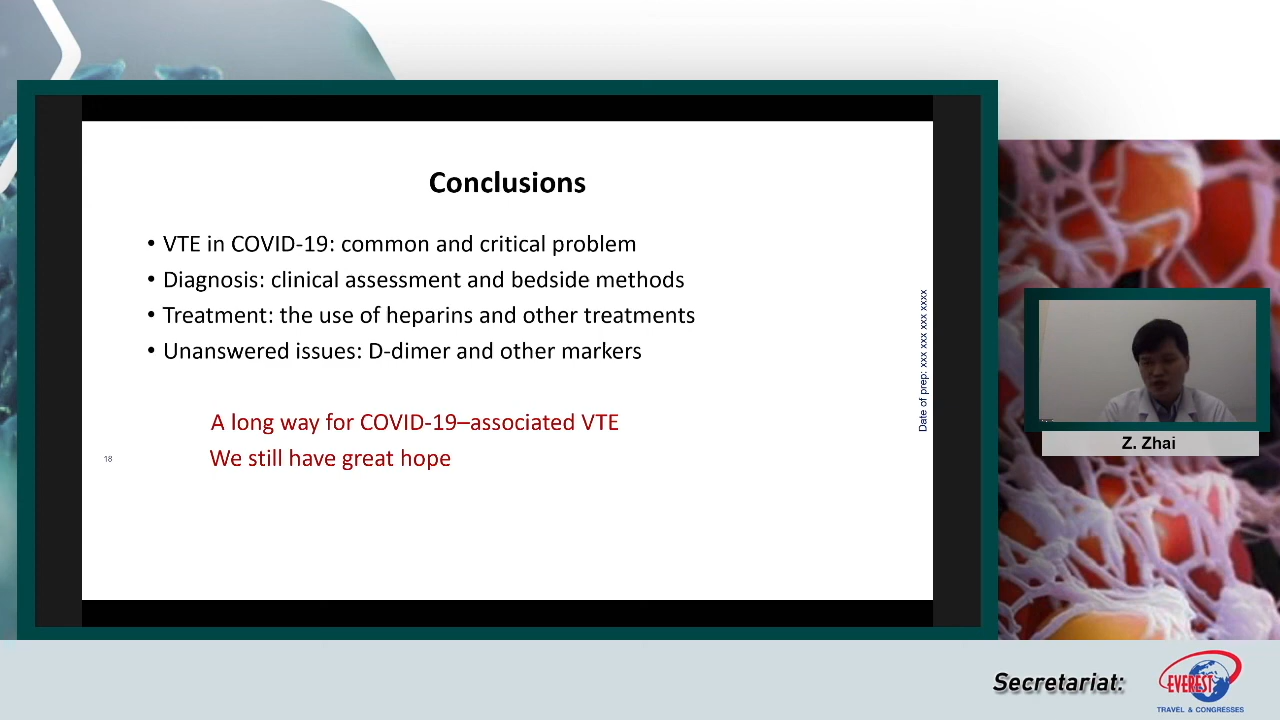 Conclusions
• VTE in COVID-19: common and critical problem
• Diagnosis: clinical assessment and bedside methods
• Treatment: the use of heparins and other treatments
• Unanswered issues: D-dimer and other markers
A long way for COVID-19–associated VTE
We still have great hope
18
Date of prep: xxx xxx xxx xxxx
Z. Zhai
Secretariat:
EVEREST
TRAVEL & CONGRESSES